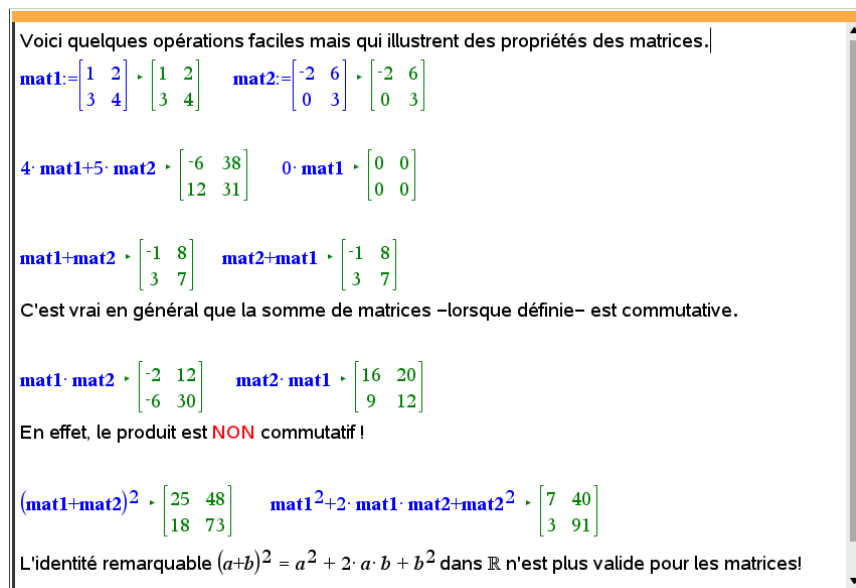 Voici quelques opérations faciles mais qui illustrent des propriétés des matrices.
mat1:=[1 2; 3 4] ▸ [1 2; 3 4]    mat2:=[-2 6; 0 3] ▸ [-2 6; 0 3]
4· mat1+5· mat2 ▸ [-6 38; 12 31]    0· mat1 ▸ [0 0; 0 0]
mat1+mat2 ▸ [-1 8; 3 7]    mat2+mat1 ▸ [-1 8; 3 7]
C'est vrai en général que la somme de matrices –lorsque définie– est commutative.
mat1· mat2 ▸ [-2 12; -6 30]    mat2· mat1 ▸ [16 20; 9 12]
En effet, le produit est NON commutatif !
(mat1+mat2)² ▸ [25 48; 18 73]    mat1²+2· mat1· mat2+mat2² ▸ [7 40; 3 91]
L'identité remarquable (a+b)² = a² + 2· a· b + b² dans ℝ n'est plus valide pour les matrices!